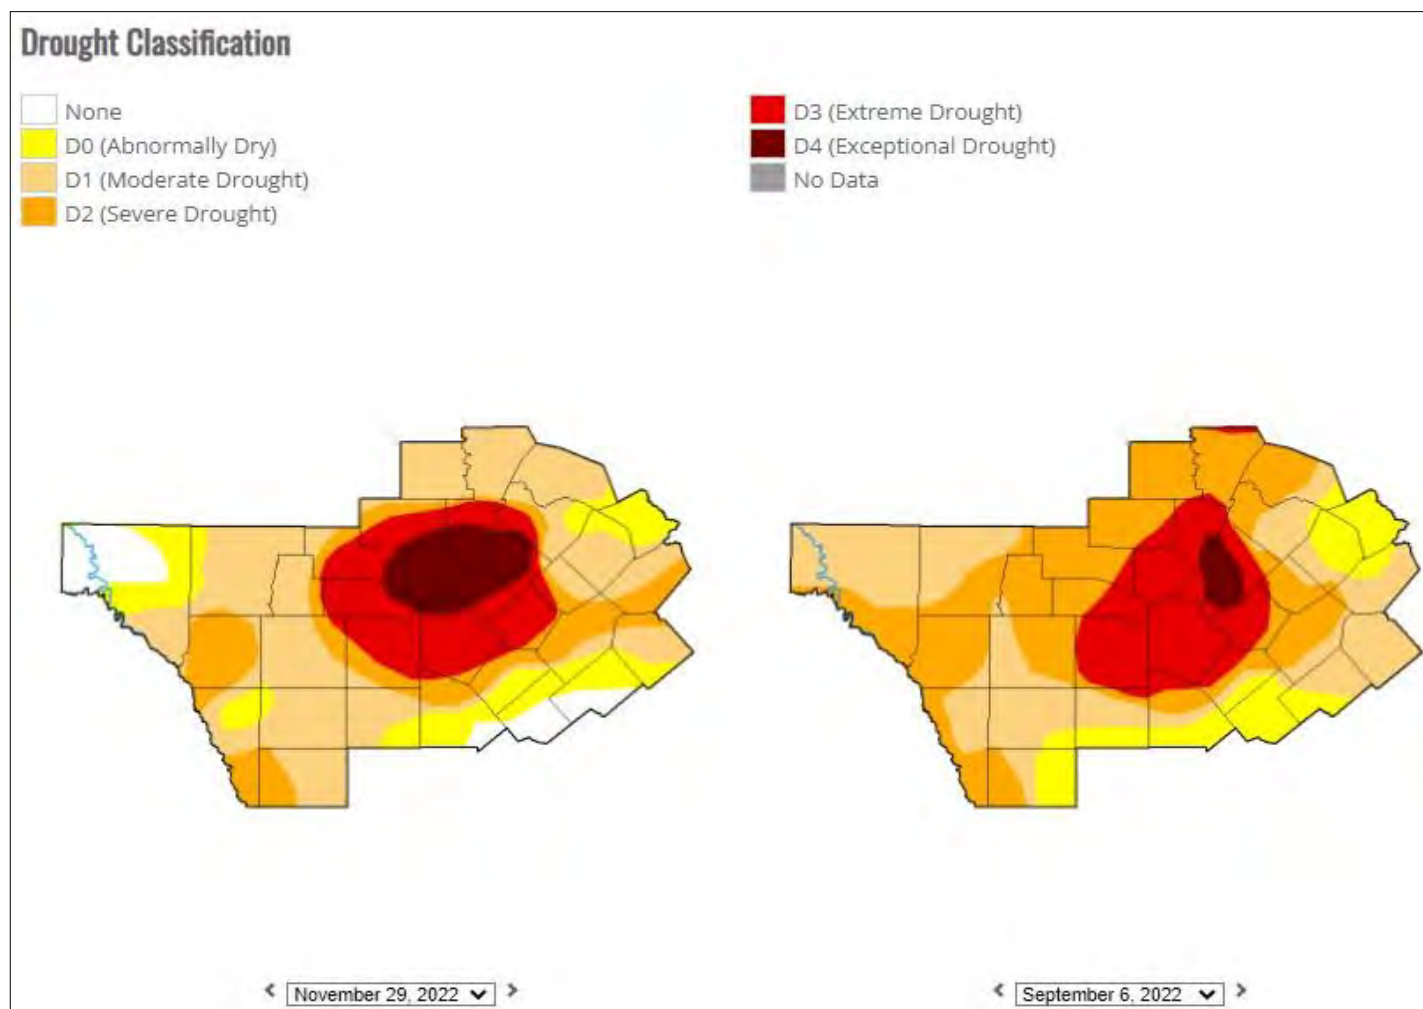 Drought Classification
None
D0 (Abnormally Dry)
D1 (Moderate Drought)
D2 (Severe Drought)
D3 (Extreme Drought)
D4 (Exceptional Drought)
No Data
< November 29, 2022 >
< September 6, 2022 >